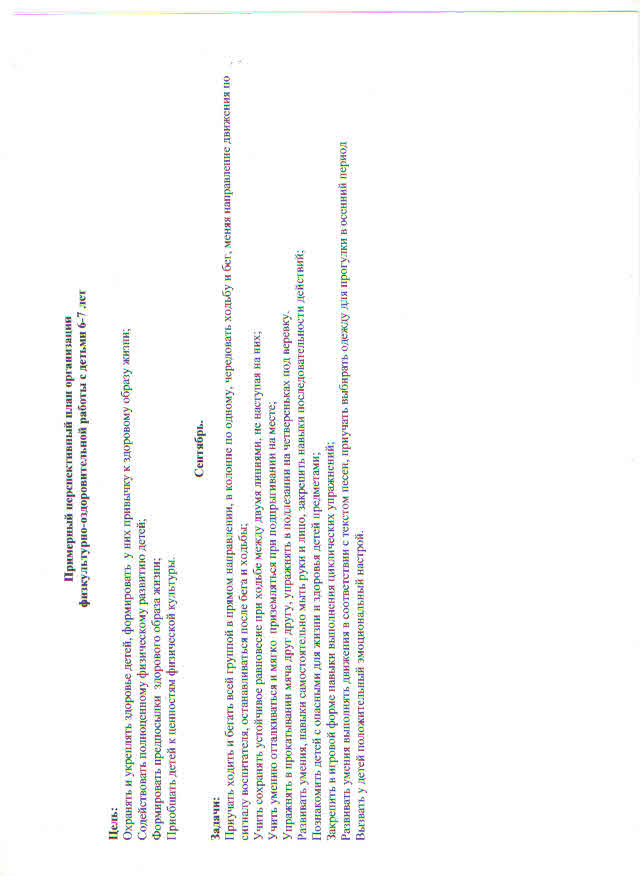 Примерный перспективный план организации
физкультурно-оздоровительной работы с детьми 6-7 лет
Цель:
Охранять и укреплять здоровье детей, формировать у них привычку к здоровому образу жизни;
Содействовать полноценному физическому развитию детей;
Формировать предпосылки здорового образа жизни;
Приобщать детей к ценностям физической культуры.
Сентябрь.
Задачи:
Приучать ходить и бегать всей группой в прямом направлении, в колонне по одному, чередовать ходьбу и бег, меняя направление движения по
сигналу воспитателя, останавливаться после бега и ходьбы;
Учить сохранять устойчивое равновесие при ходьбе между двумя линиями, не наступая на них;
Учить умению отталкиваться и мягко приземляться при подпрыгивании на месте;
Упражнять в прокатывании мяча друг другу, упражнять в подлезании на четвереньках под веревку.
Развивать умения, навыки самостоятельно мыть руки и лицо, закрепить навыки последовательности действий;
Познакомить детей с опасными для жизни и здоровья детей предметами;
Закрепить в игровой форме навыки выполнения циклических упражнений;
Развивать умения выполнять движения в соответствии с текстом песен, приучать выбирать одежду для прогулки в осенний период
Вызвать у детей положительный эмоциональный настрой.